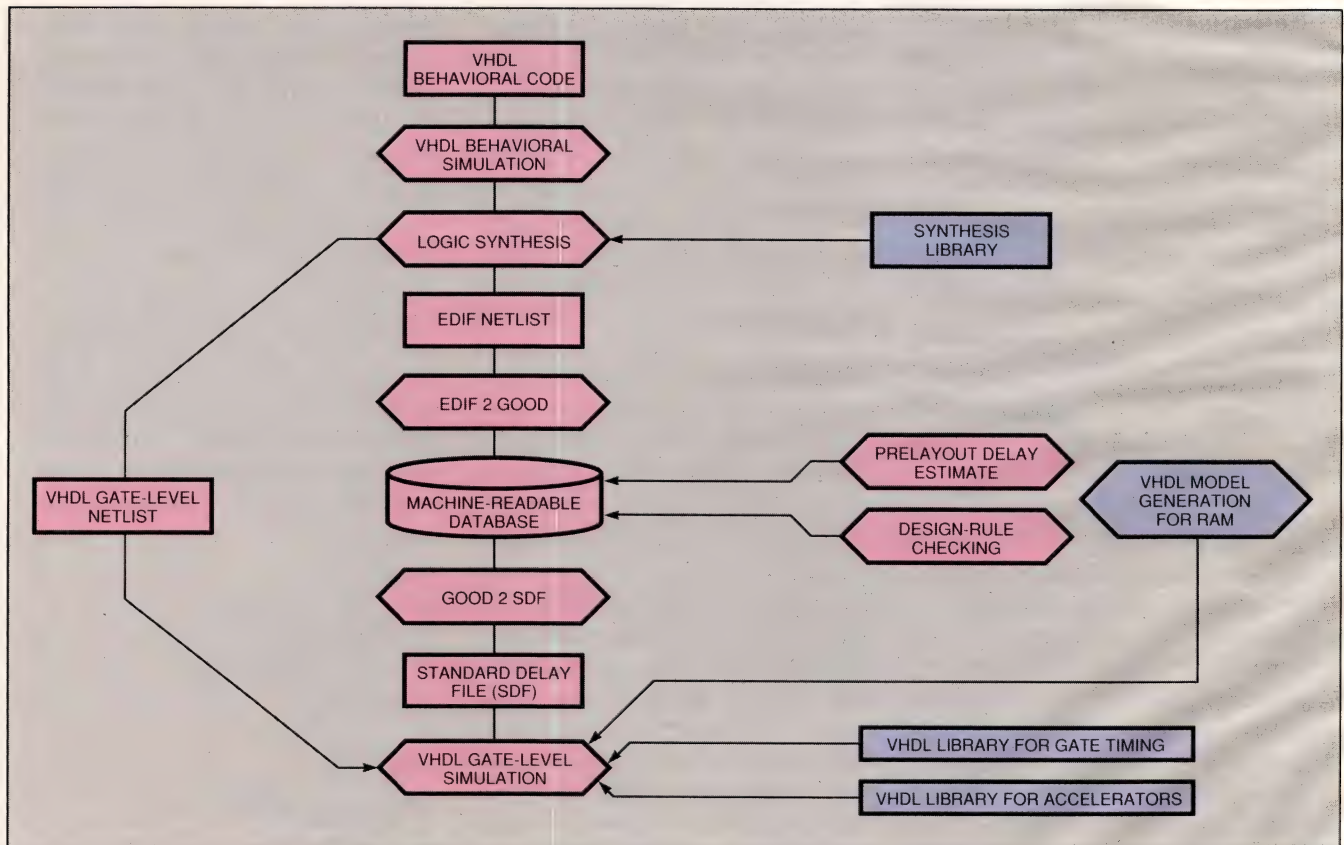 VHDL
BEHAVIORAL CODE
VHDL BEHAVIORAL
SIMULATION
LOGIC SYNTHESIS
SYNTHESIS
LIBRARY
EDIF NETLIST
EDIF 2 GOOD
VHDL GATE-LEVEL
NETLIST
MACHINE-READABLE
DATABASE
PRELAYOUT DELAY
ESTIMATE
DESIGN-RULE
CHECKING
VHDL MODEL
GENERATION
FOR RAM
GOOD 2 SDF
STANDARD DELAY
FILE (SDF)
VHDL GATE-LEVEL
SIMULATION
VHDL LIBRARY FOR GATE TIMING
VHDL LIBRARY FOR ACCELERATORS